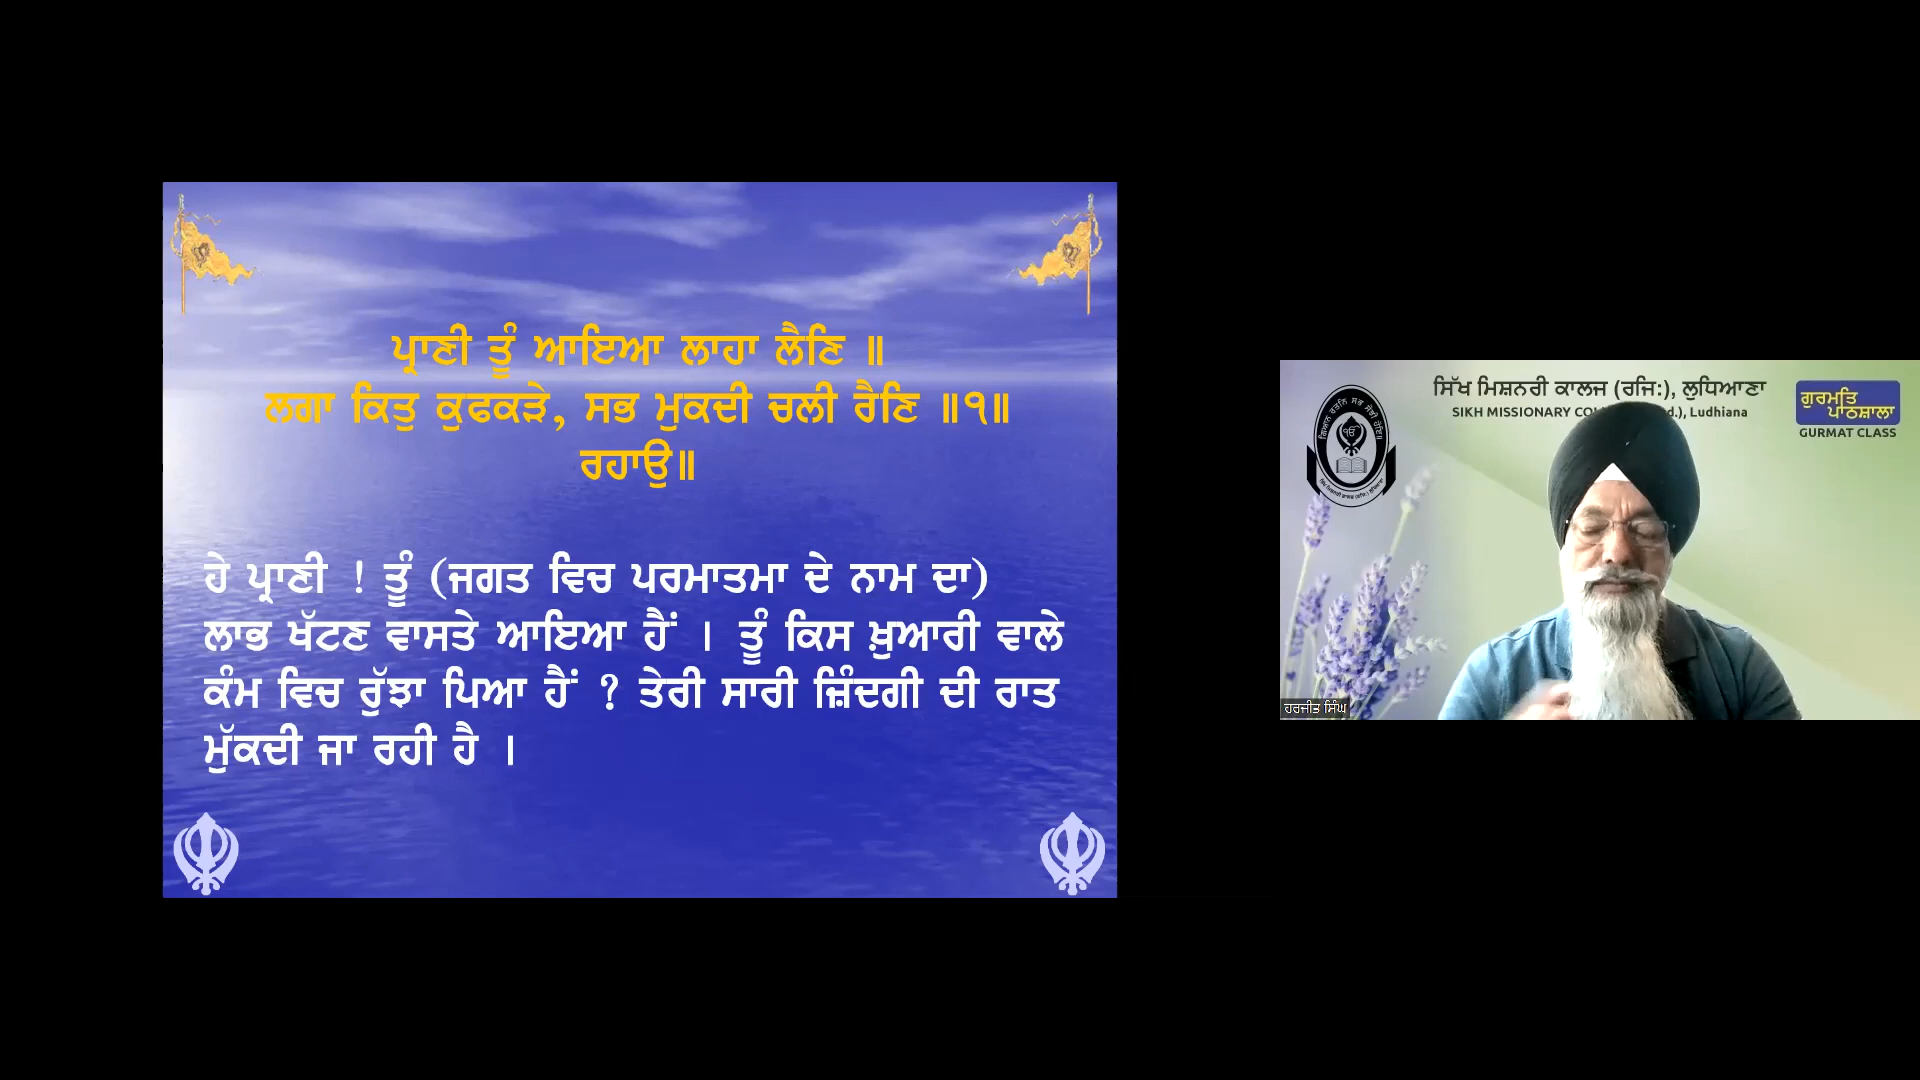 ਪ੍ਰਾਣੀ ਤੂੰ ਆਇਆ ਲਾਹਾ ਲੈਣਿ ॥
ਲਗਾ ਕਿਤੁ ਕੁਫਕੜੇ, ਸਭ ਮੁਕਦੀ ਚਲੀ ਰੈਣਿ ॥੧॥
ਰਹਾਉ॥
ਹੇ ਪ੍ਰਾਣੀ ! ਤੂੰ (ਜਗਤ ਵਿਚ ਪਰਮਾਤਮਾ ਦੇ ਨਾਮ ਦਾ)
ਲਾਭ ਖੱਟਣ ਵਾਸਤੇ ਆਇਆ ਹੈਂ । ਤੂੰ ਕਿਸ ਖ਼ੁਆਰੀ ਵਾਲੇ
ਕੰਮ ਵਿਚ ਰੁੱਝਾ ਪਿਆ ਹੈਂ ? ਤੇਰੀ ਸਾਰੀ ਜ਼ਿੰਦਗੀ ਦੀ ਰਾਤ
ਮੁੱਕਦੀ ਜਾ ਰਹੀ ਹੈ ।
ਸਿੱਖ ਮਿਸ਼ਨਰੀ ਕਾਲਜ (ਰਜਿ:), ਲੁਧਿਆਣਾ
SIKH MISSIONARY Ludhiana
ਗੁਰਮਤਿ
ਪਾਠਸ਼ਾਲਾ
GURMAT CLASS
ਹਰਜੀਤ ਸਿੰਘ